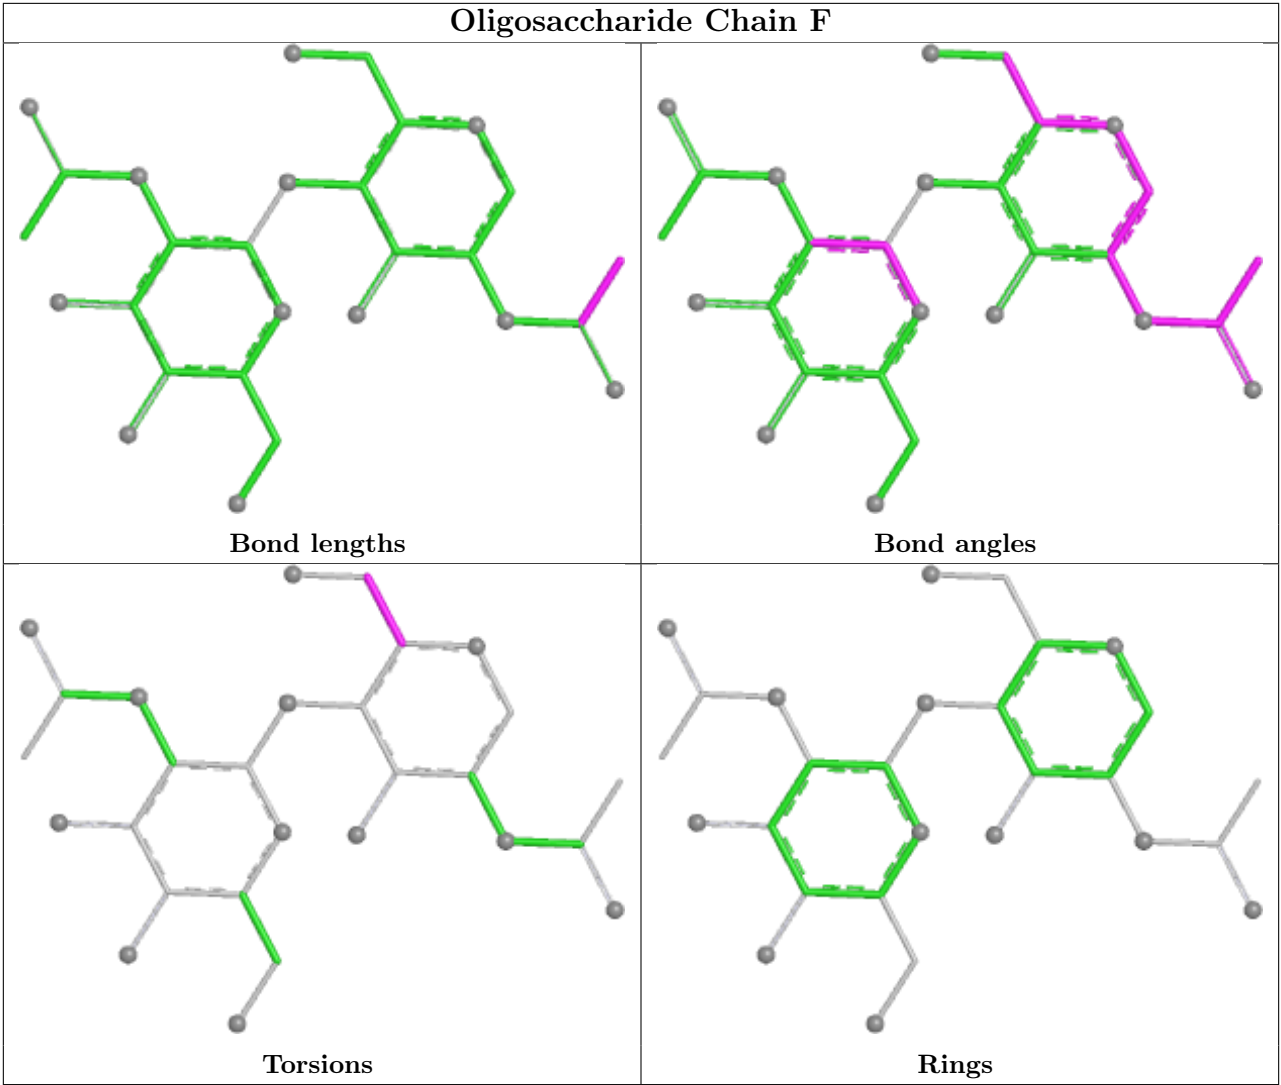 Oligosaccharide Chain F
Bond lengths
Bond angles
Torsions
Rings